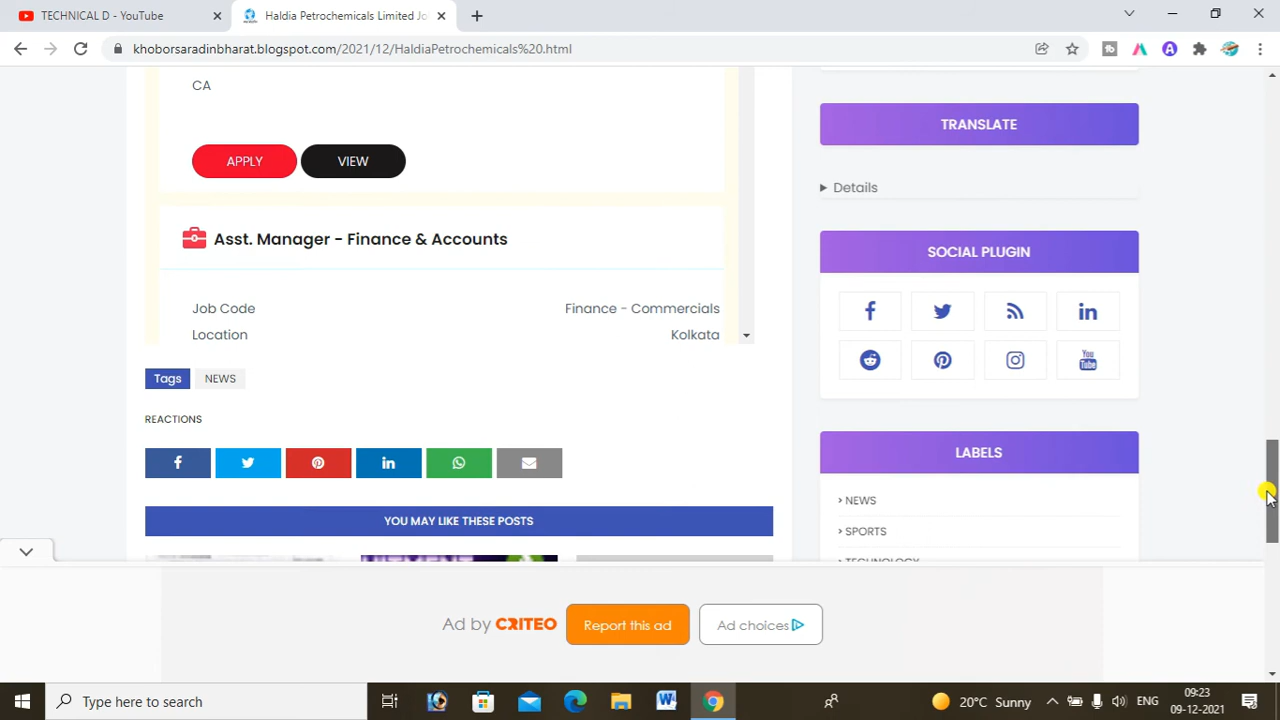 TECHNICAL D - YouTube
Haldia Petrochemicals Limited Jo
khoborsaradinbharat.blogspot.com/2021/12/HaldiaPetrochemicals%20.html
CA
APPLY
VIEW
Asst. Manager - Finance & Accounts
Job Code
Finance - Commercials
Location
Kolkata
Tags
NEWS
REACTIONS
YOU MAY LIKE THESE POSTS
TRANSLATE
Details
SOCIAL PLUGIN
You
Tube
LABELS
NEWS
SPORTS
TECHNOLOGY
Ad by CRITEO
Report this ad
Ad choices
Type here to search
20°C Sunny
ENG
09:23
09-12-2021